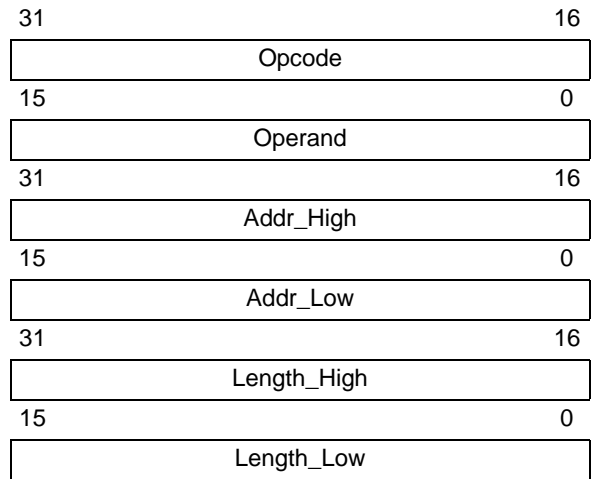 31 16
Opcode
15 0
Operand
31 16
Addr_High
15 0
Addr_Low
31 16
Length_High
15 0
Length_Low